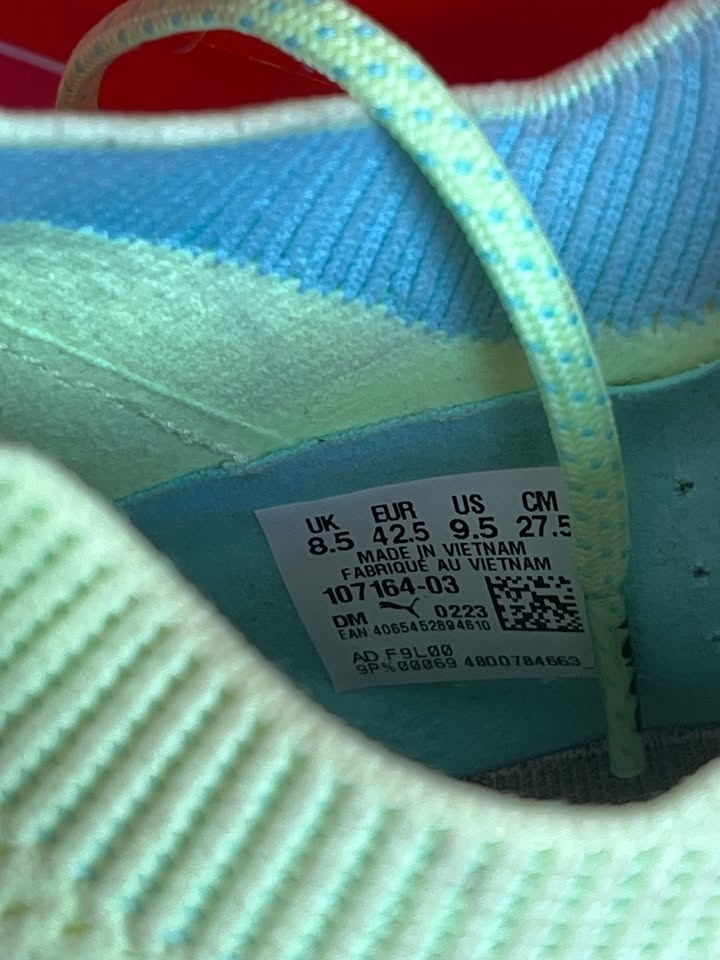 UK EUR US CM
8.5 42.5 9.5 27.5
MADE IN VIETNAM
FABRIQUÉ AU VIETNAM
107164-03
DM 0223
EAN:4065452894610
AD F9L00
9P%00069 4800784663